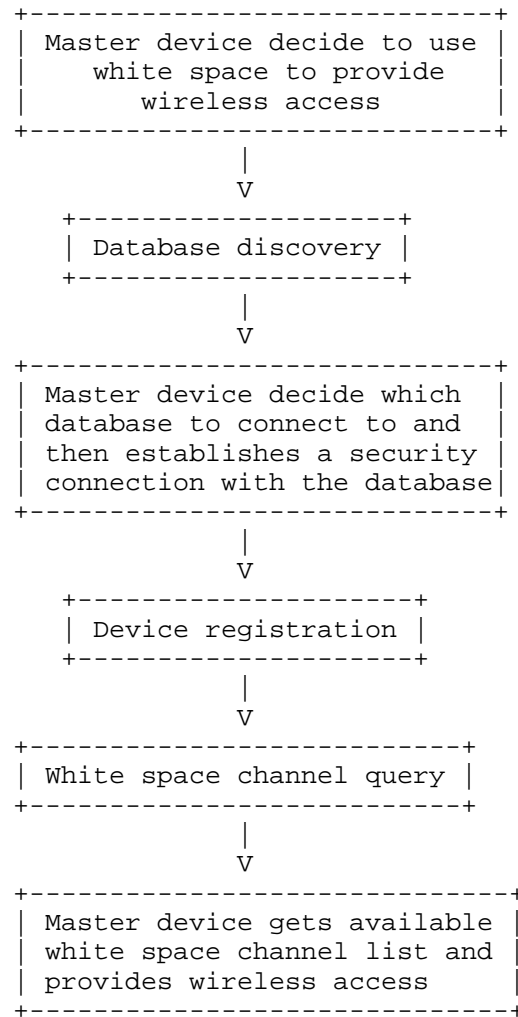 Master device decide to use
white space to provide
wireless access
V
Database discovery
V
Master device decide which
database to connect to and
then establishes a security
connection with the database
V
Device registration
V
White space channel query
V
Master device gets available
white space channel list and
provides wireless access